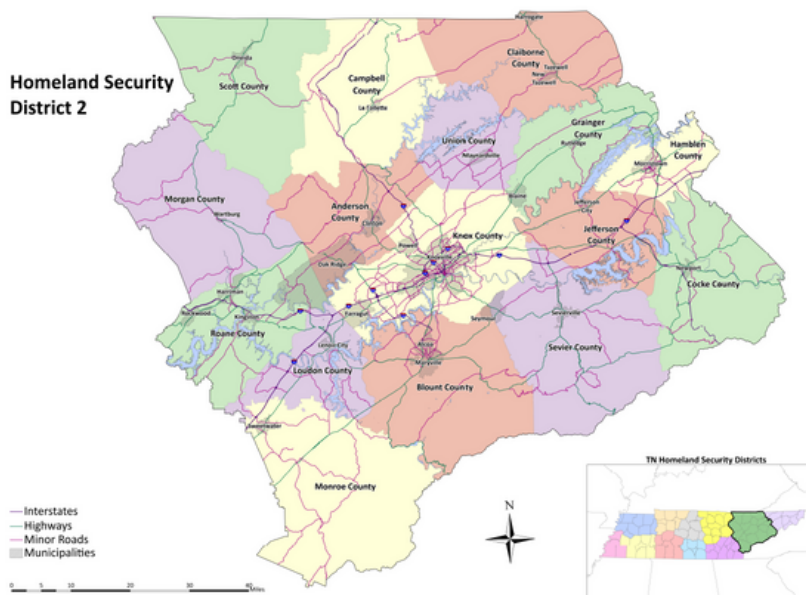 Homeland Security
District 2
Harrogate
Claiborne
County
Tazewell
New
Tazewell
Oneida
Scott County
Campbell
County
La Follette
Grainger
County
Rutledge
Union County
Maynardville
Hamblen
County
Morristown
Morgan County
Wartburg
Anderson
County
Clinton
Blaine
Jefferson
City
Jefferson
County
Knox County
Powell
Knoxville
Oak Ridge
Newport
Cocke County
Harriman
Rockwood
Kingston
Roane County
Farragut
Seymour
Sevierville
Sevier County
Lenoir City
Loudon County
Alcoa
Maryville
Blount County
Sweetwater
Monroe County
Interstates
Highways
Minor Roads
Municipalities
0 5 10 20 30 40
Miles
N
TN Homeland Security Districts